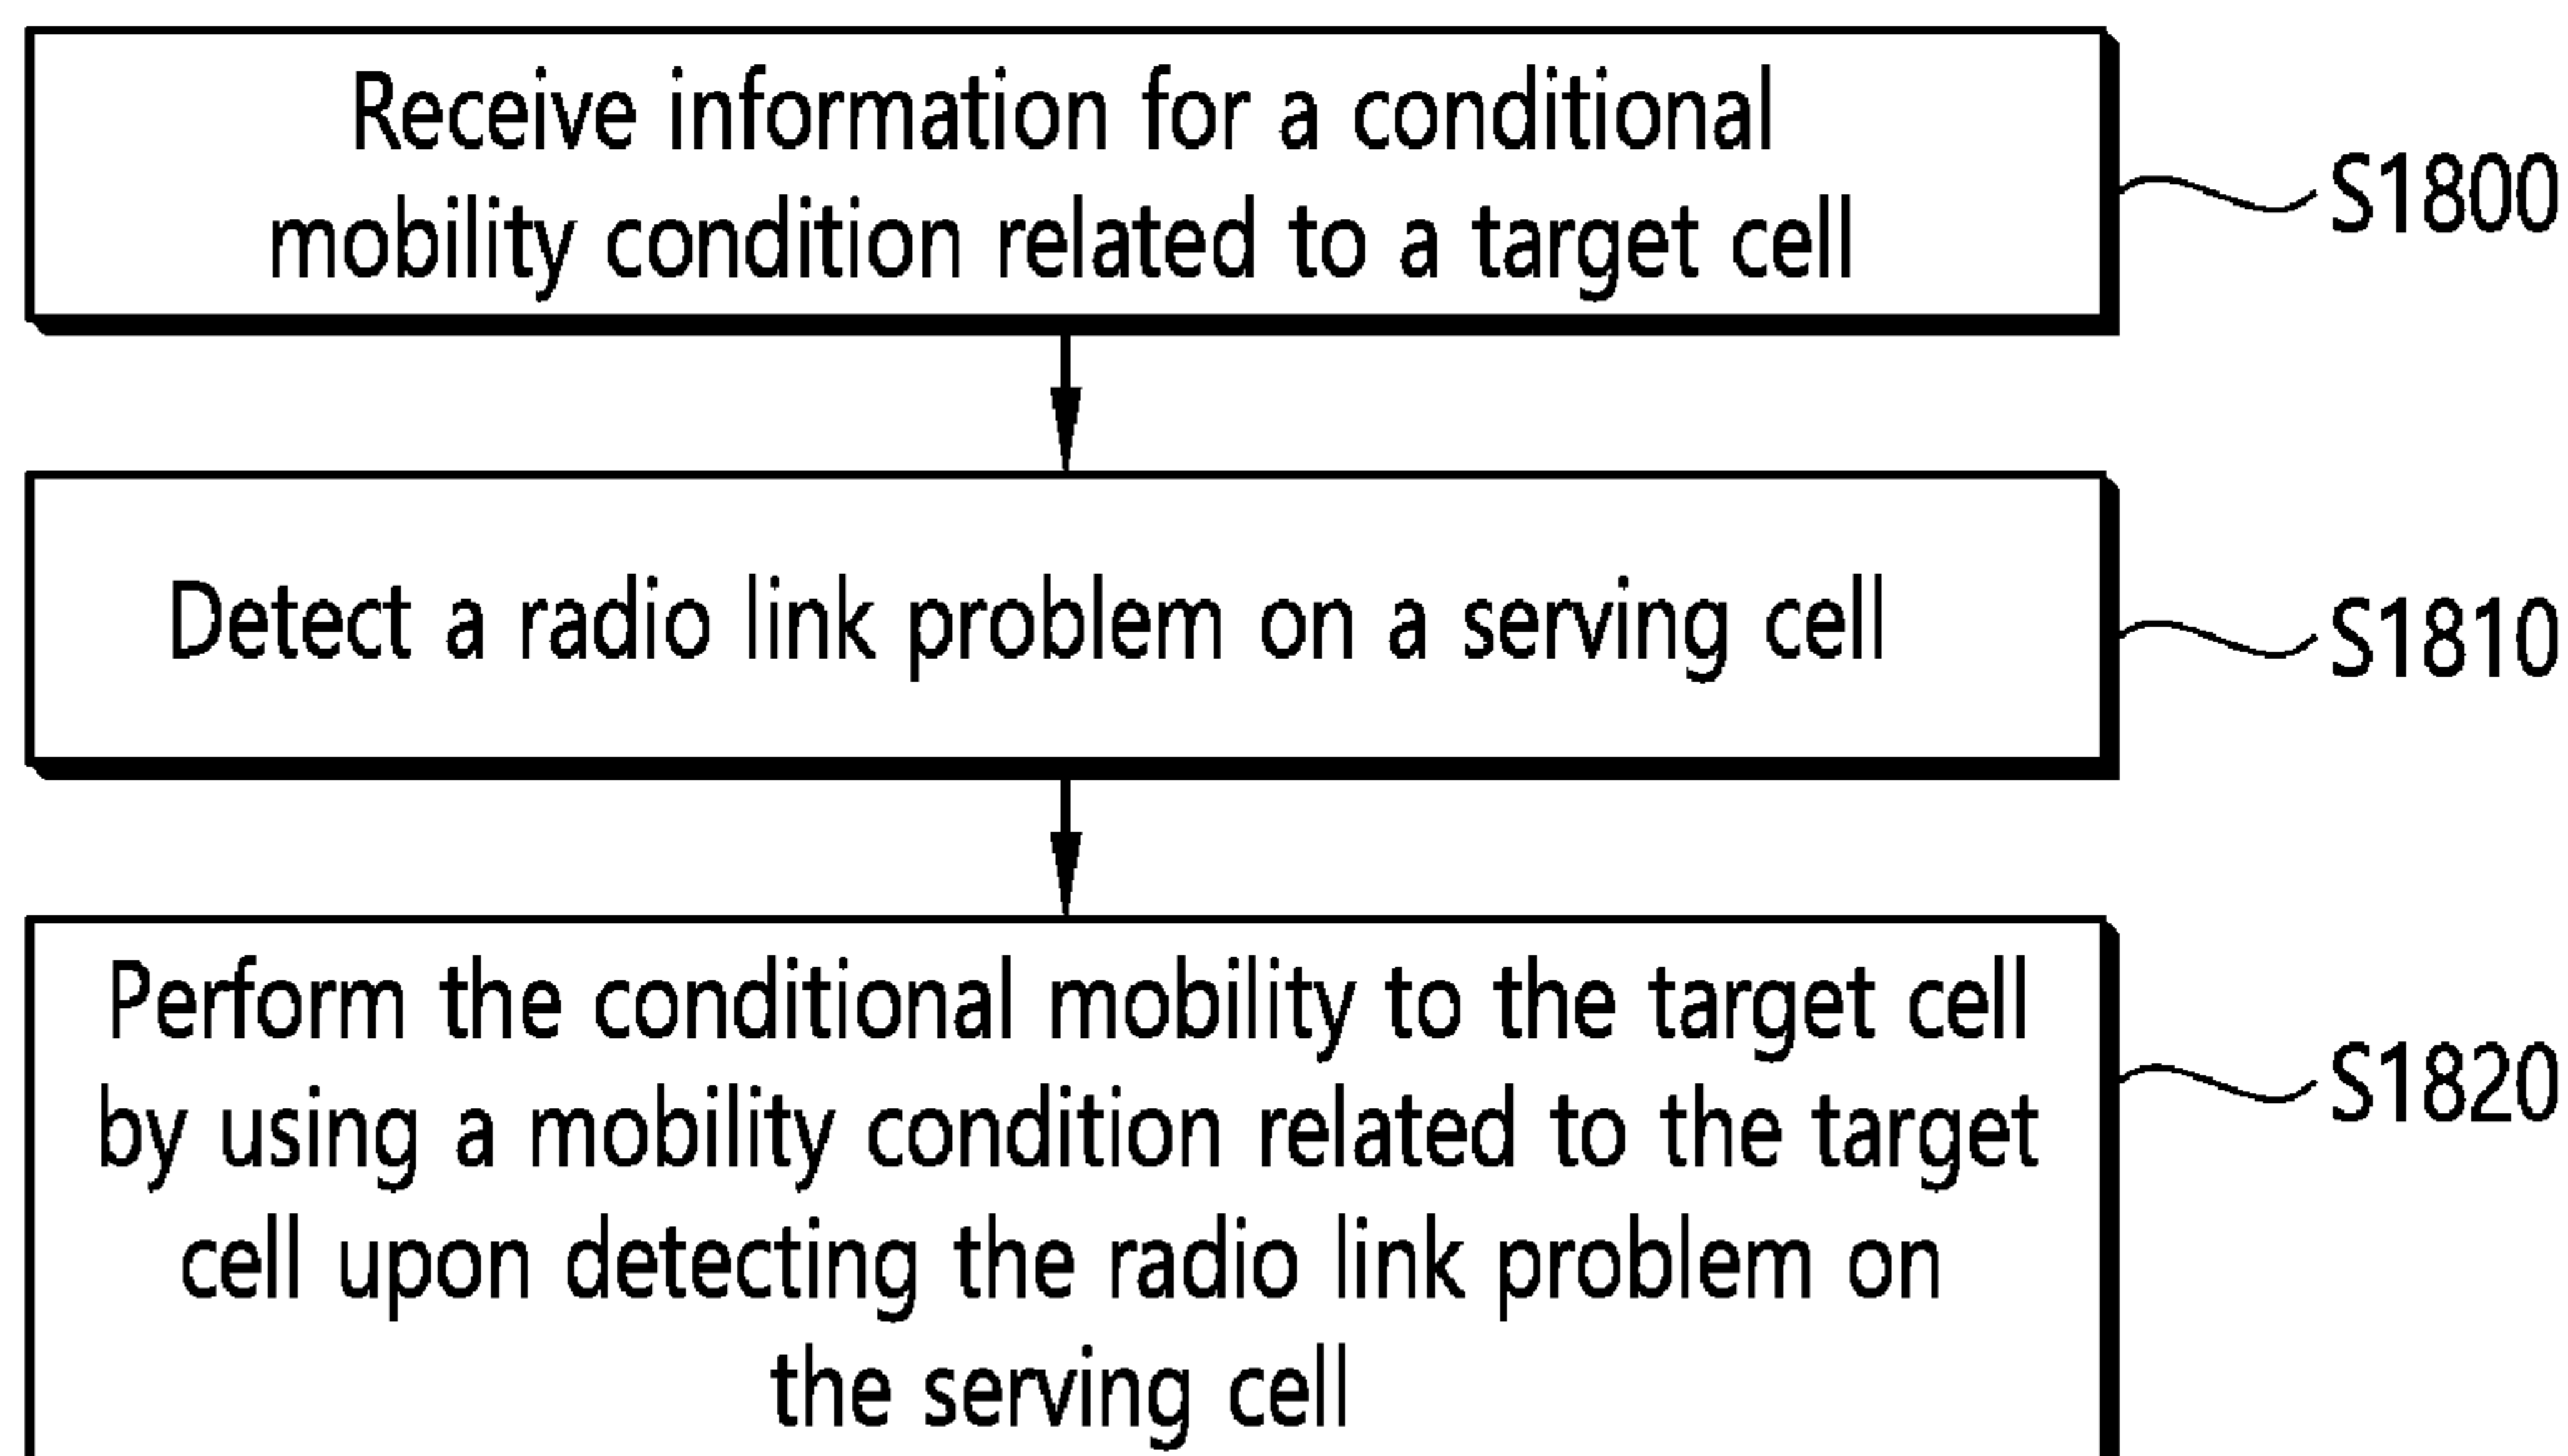 Receive information for a conditional
mobility condition related to a target cell
S1800
Detect a radio link problem on a serving cell
S1810
Perform the conditional mobility to the target cell
by using a mobility condition related to the target
cell upon detecting the radio link problem on
the serving cell
S1820